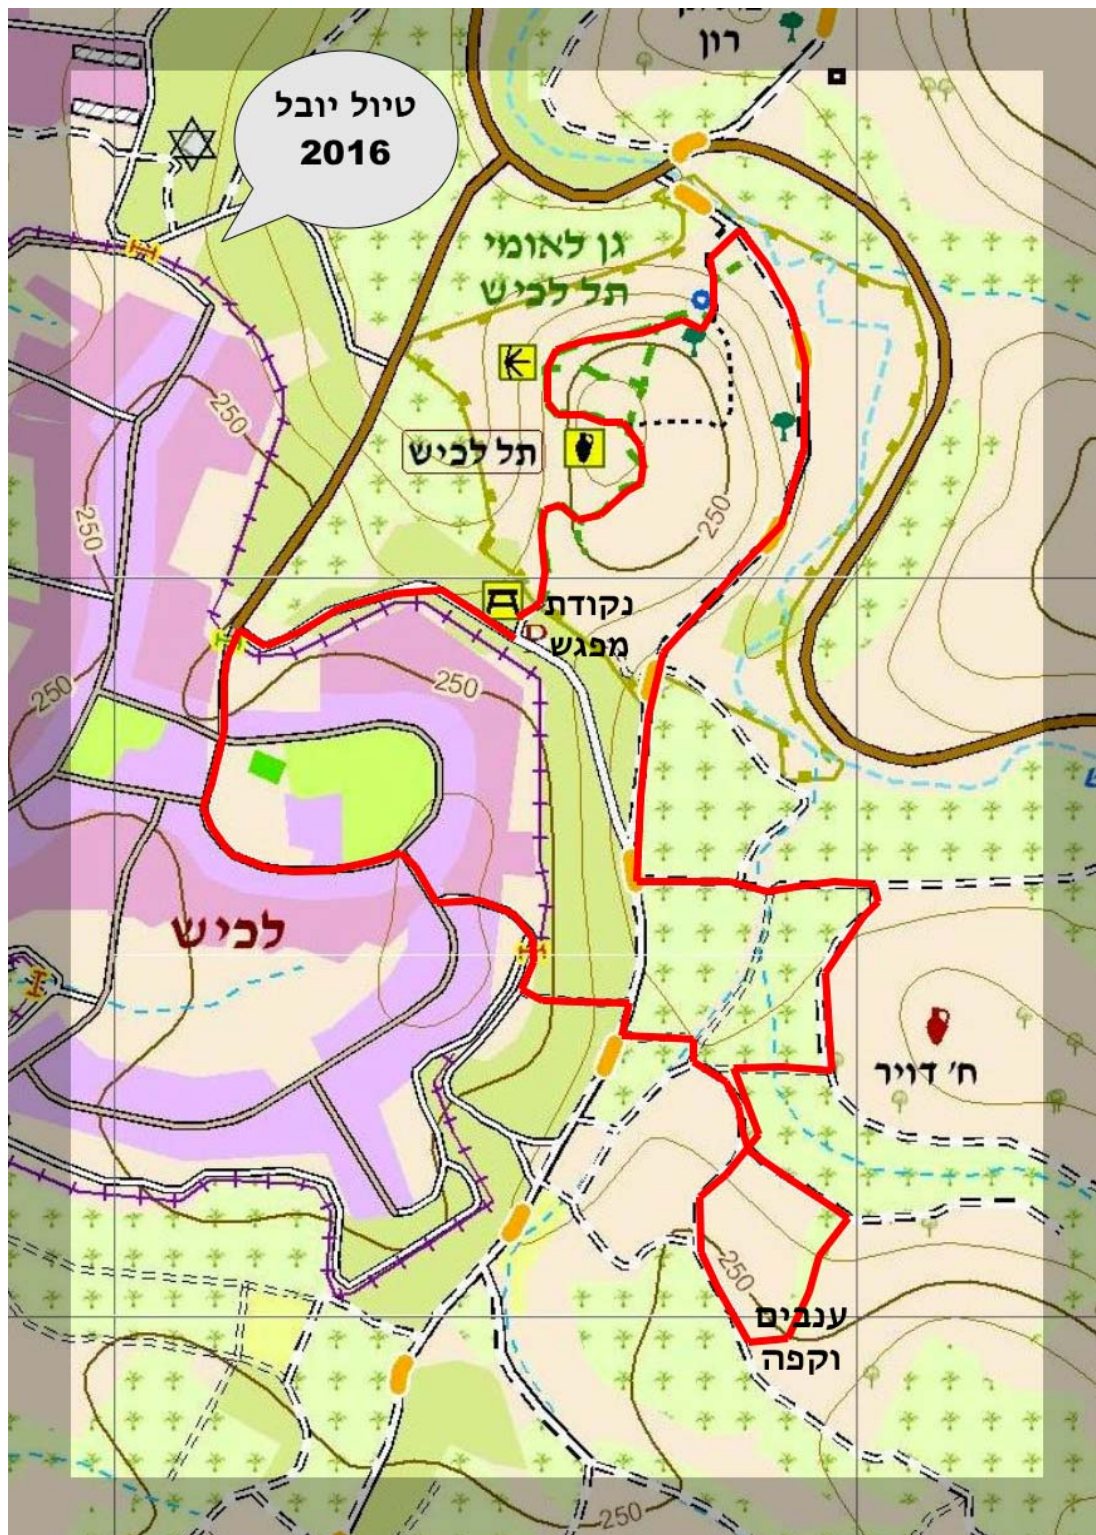 רון
טיול יובל
2016
גן לאומי
תל לכיש
250
תל לכיש
250
250
נקודת
מפגש
250
250
לכיש
ח' דויר
250
ענבים
וקפה
250